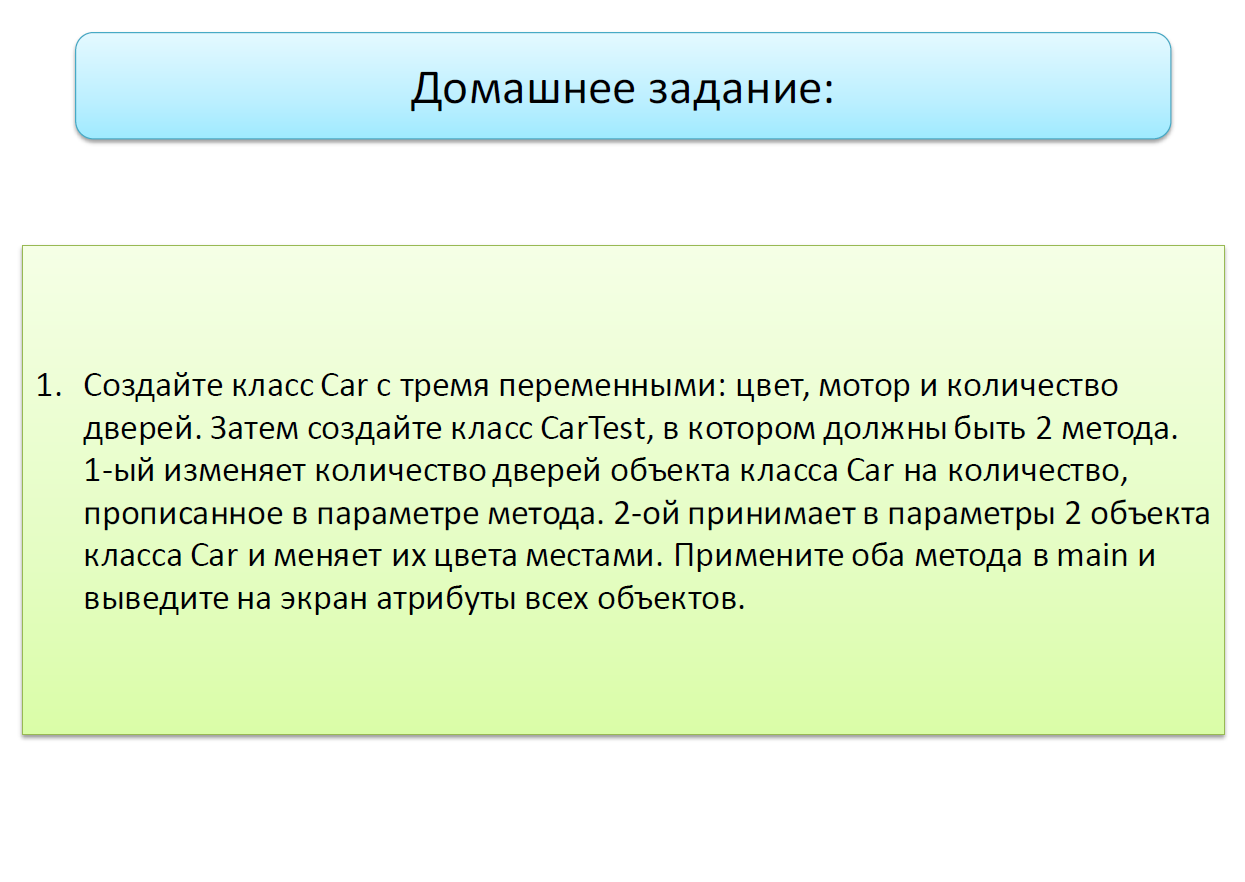 Домашнее задание:
1. Создайте класс Car с тремя переменными: цвет, мотор и количество
дверей. Затем создайте класс CarTest, в котором должны быть 2 метода.
1-ый изменяет количество дверей объекта класса Car на количество,
прописанное в параметре метода. 2-ой принимает в параметры 2 объекта
класса Car и меняет их цвета местами. Примените оба метода в main и
выведите на экран атрибуты всех объектов.